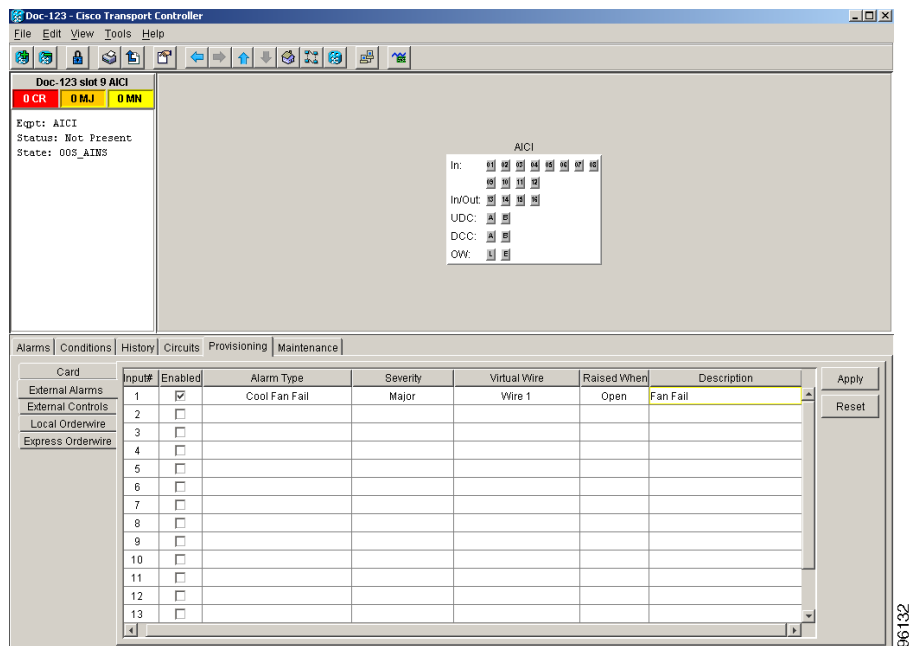 Doc-123 - Cisco Transport Controller
File Edit View Tools Help
Doc-123 slot 9 AICI
0 CR 0 MJ 0 MN
Eqpt: AICI
Status: Not Present
State: OOS_AINS
AICI
In: 01 02 03 04 05 06 07 08
09 10 11 12
In/Out: 13 14 15 16
UDC: A B
DCC: A B
OW: L E
Alarms Conditions History Circuits Provisioning Maintenance
Card
External Alarms
External Controls
Local Orderwire
Express Orderwire
Input# Enabled Alarm Type Severity Virtual Wire Raised When Description
1 Cool Fan Fail Major Wire 1 Open Fan Fail
2
3
4
5
6
7
8
9
10
11
12
13
Apply
Reset
96132